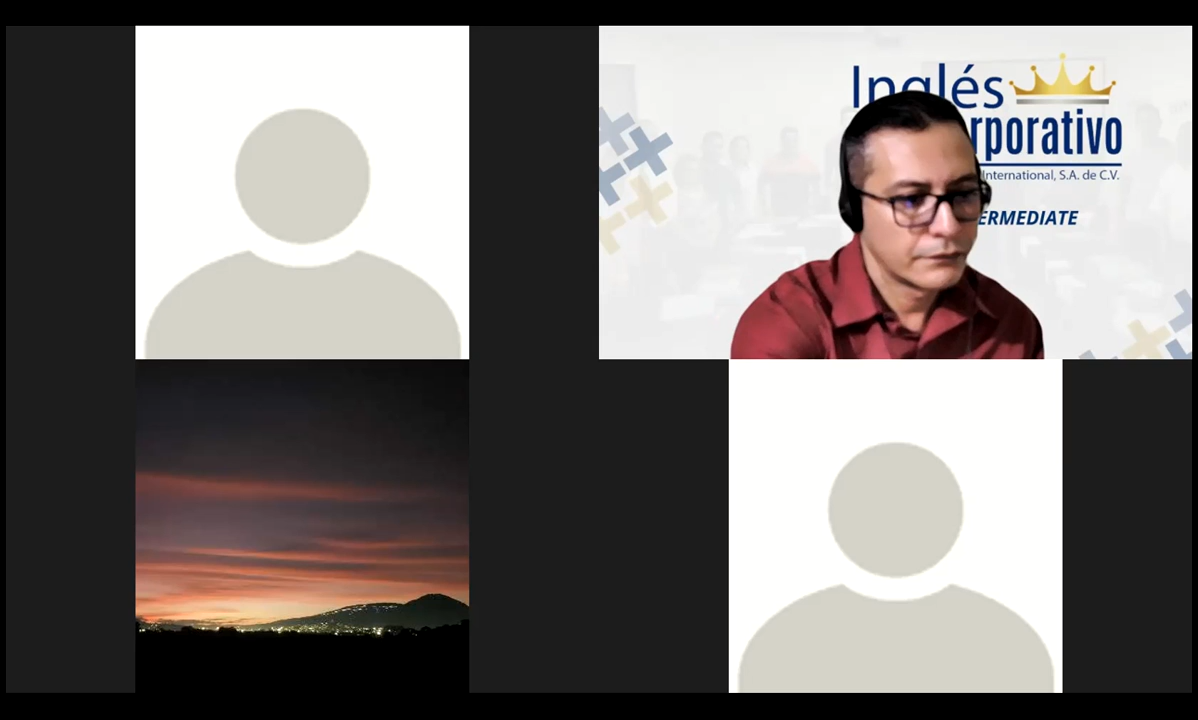 Inglés
rporativo
International, S.A. de C.V.
ERMEDIATE